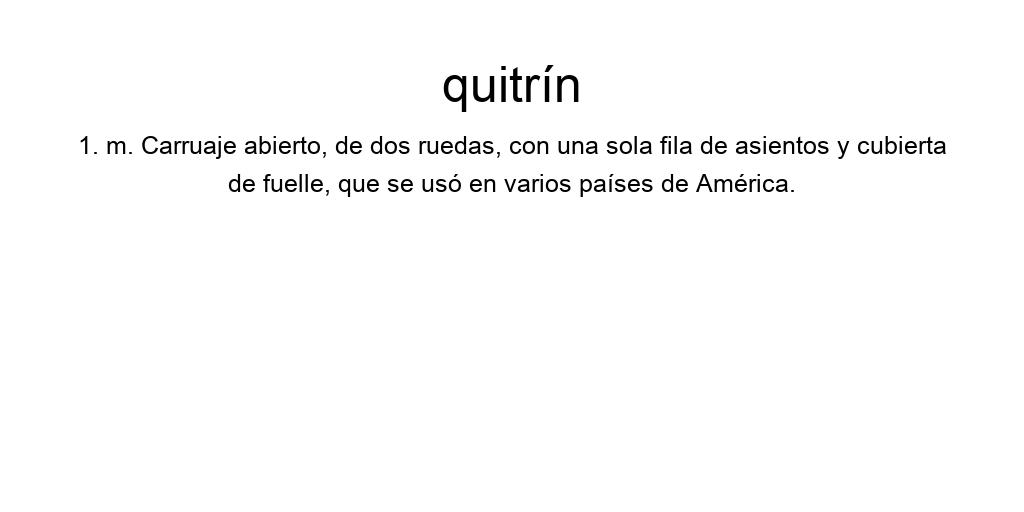 quitrín
1. m. Carruaje abierto, de dos ruedas, con una sola fila de asientos y cubierta
de fuelle, que se usó en varios países de América.